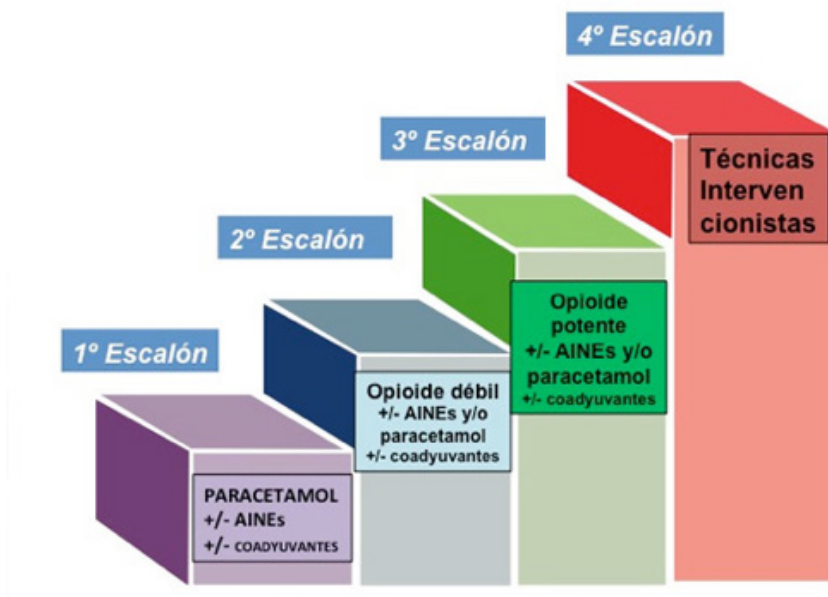 4º Escalón
Técnicas
Interven
cionistas
3º Escalón
Opioide
potente
+/- AINEs y/o
paracetamol
+/- coadyuvantes
2º Escalón
Opioide débil
+/- AINEs y/o
paracetamol
+/- coadyuvantes
1º Escalón
PARACETAMOL
+/- AINEs
+/- COADYUVANTES